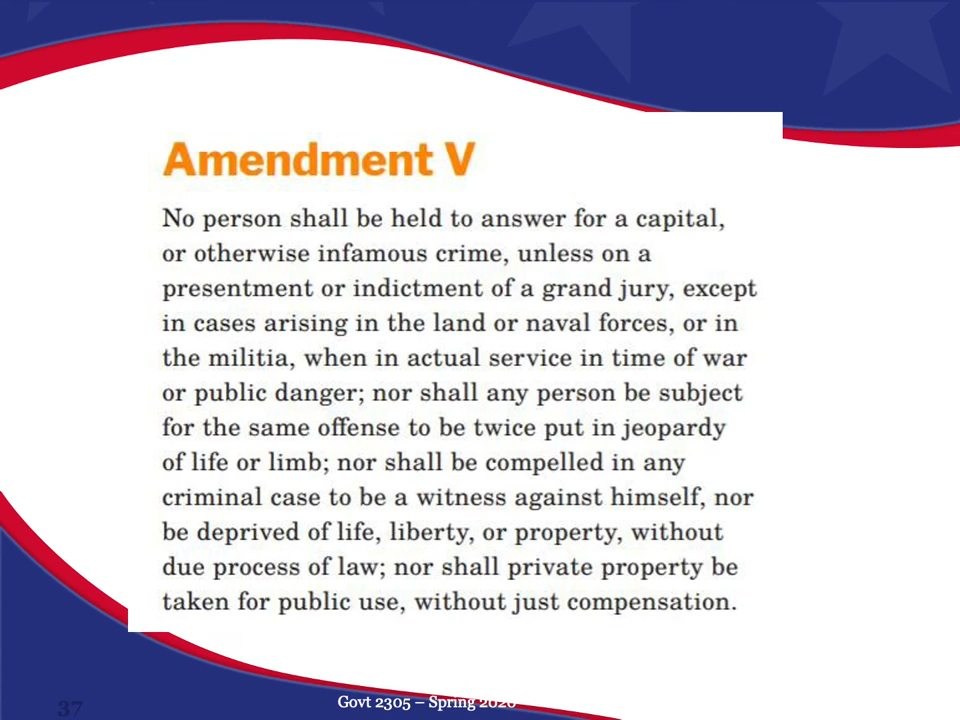 Amendment V
No person shall be held to answer for a capital,
or otherwise infamous crime, unless on a
presentment or indictment of a grand jury, except
in cases arising in the land or naval forces, or in
the militia, when in actual service in time of war
or public danger; nor shall any person be subject
for the same offense to be twice put in jeopardy
of life or limb; nor shall be compelled in any
criminal case to be a witness against himself, nor
be deprived of life, liberty, or property, without
due process of law; nor shall private property be
taken for public use, without just compensation.
37
Govt 2305 – Spring 2020